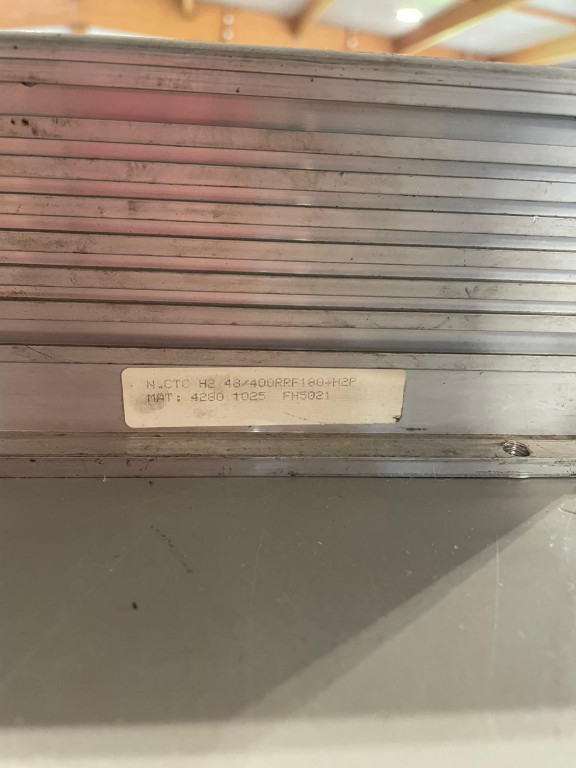 N.CTC H2 48/400RRF180+H2P
MAT: 4280 1025 FH5021